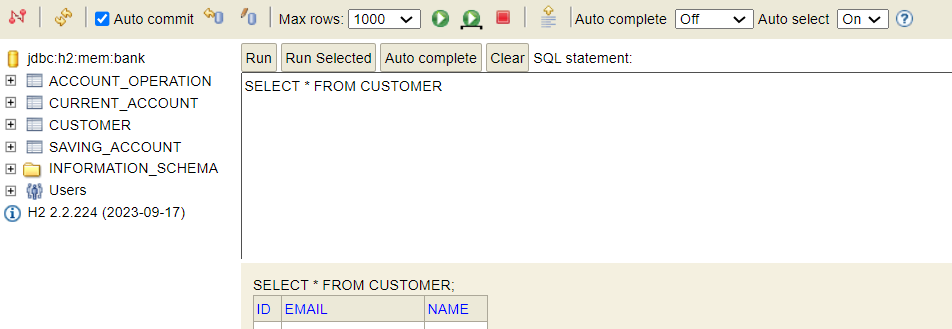 Auto commit Max rows: 1000 Auto complete Off Auto select On ?
jdbc:h2:mem:bank
ACCOUNT_OPERATION
CURRENT_ACCOUNT
CUSTOMER
SAVING_ACCOUNT
INFORMATION_SCHEMA
Users
H2 2.2.224 (2023-09-17)
Run Run Selected Auto complete Clear SQL statement:
SELECT * FROM CUSTOMER
SELECT * FROM CUSTOMER;
ID EMAIL NAME